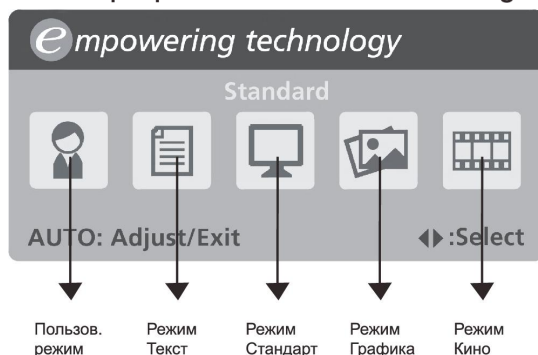 empowering technology
Standard
AUTO: Adjust/Exit
:Select
Пользов. режим
Режим Текст
Режим Стандарт
Режим Графика
Режим Кино